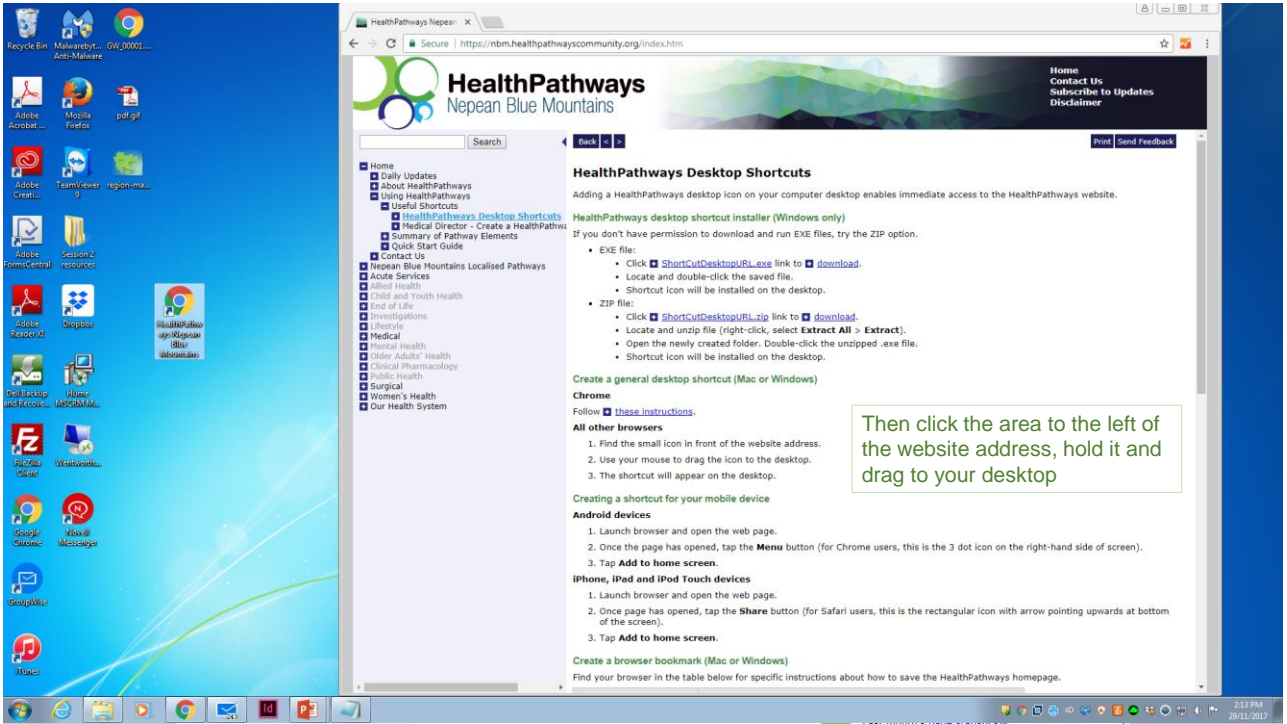 Recycle Bin
Malwarebyt...
Anti-Malware
GW_00001....
Adobe
Acrobat ...
Mozilla
Firefox
pdf.gif
Adobe
Creati...
TeamViewer
9
region-ma...
Adobe
FormsCentral
Session 2
resources
Adobe
Reader XI
Dropbox
HealthPathw
ays Nepean
Blue
Mountains
Dell Backup
and Recove...
Home
MSCRM M...
FileZilla
Client
Wentworth...
Google
Chrome
Novell
Messenger
GroupWise
iTunes
HealthPathways Nepean
Secure | https://nbm.healthpathwayscommunity.org/index.htm
HealthPathways
Nepean Blue Mountains
Home
Contact Us
Subscribe to Updates
Disclaimer
Search
Back < >
Print Send Feedback
Home
Daily Updates
About HealthPathways
Using HealthPathways
Useful Shortcuts
HealthPathways Desktop Shortcuts
Medical Director - Create a HealthPathwa
Summary of Pathway Elements
Quick Start Guide
Contact Us
Nepean Blue Mountains Localised Pathways
Acute Services
Allied Health
Child and Youth Health
End of Life
Investigations
Lifestyle
Medical
Mental Health
Older Adults' Health
Clinical Pharmacology
Public Health
Surgical
Women's Health
Our Health System
HealthPathways Desktop Shortcuts
Adding a HealthPathways desktop icon on your computer desktop enables immediate access to the HealthPathways website.
HealthPathways desktop shortcut installer (Windows only)
If you don't have permission to download and run EXE files, try the ZIP option.
• EXE file:
• Click ShortCutDesktopURL.exe link to download.
• Locate and double-click the saved file.
• Shortcut icon will be installed on the desktop.
• ZIP file:
• Click ShortCutDesktopURL.zip link to download.
• Locate and unzip file (right-click, select Extract All > Extract).
• Open the newly created folder. Double-click the unzipped .exe file.
• Shortcut icon will be installed on the desktop.
Create a general desktop shortcut (Mac or Windows)
Chrome
Follow these instructions.
All other browsers
1. Find the small icon in front of the website address.
2. Use your mouse to drag the icon to the desktop.
3. The shortcut will appear on the desktop.
Then click the area to the left of
the website address, hold it and
drag to your desktop
Creating a shortcut for your mobile device
Android devices
1. Launch browser and open the web page.
2. Once the page has opened, tap the Menu button (for Chrome users, this is the 3 dot icon on the right-hand side of screen).
3. Tap Add to home screen.
iPhone, iPad and iPod Touch devices
1. Launch browser and open the web page.
2. Once page has opened, tap the Share button (for Safari users, this is the rectangular icon with arrow pointing upwards at bottom
of the screen).
3. Tap Add to home screen.
Create a browser bookmark (Mac or Windows)
Find your browser in the table below for specific instructions about how to save the HealthPathways homepage.
2:13 PM
29/11/2017